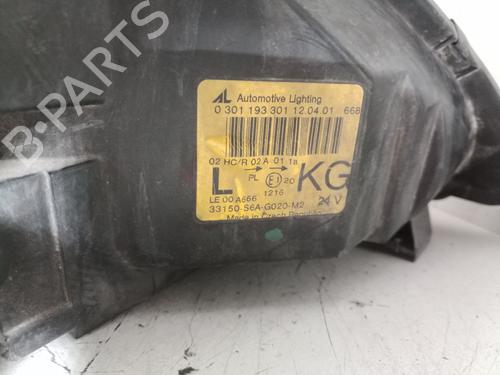 B-PARTS
AL Automotive Lighting
0 301 193 301 12.04.01 668
02 HC/R 02 A 01 1a
L PL E1 20 KG
1216
LE 00 A666
33150-S6A-G020-M2 24 V
Made in Czech Republic